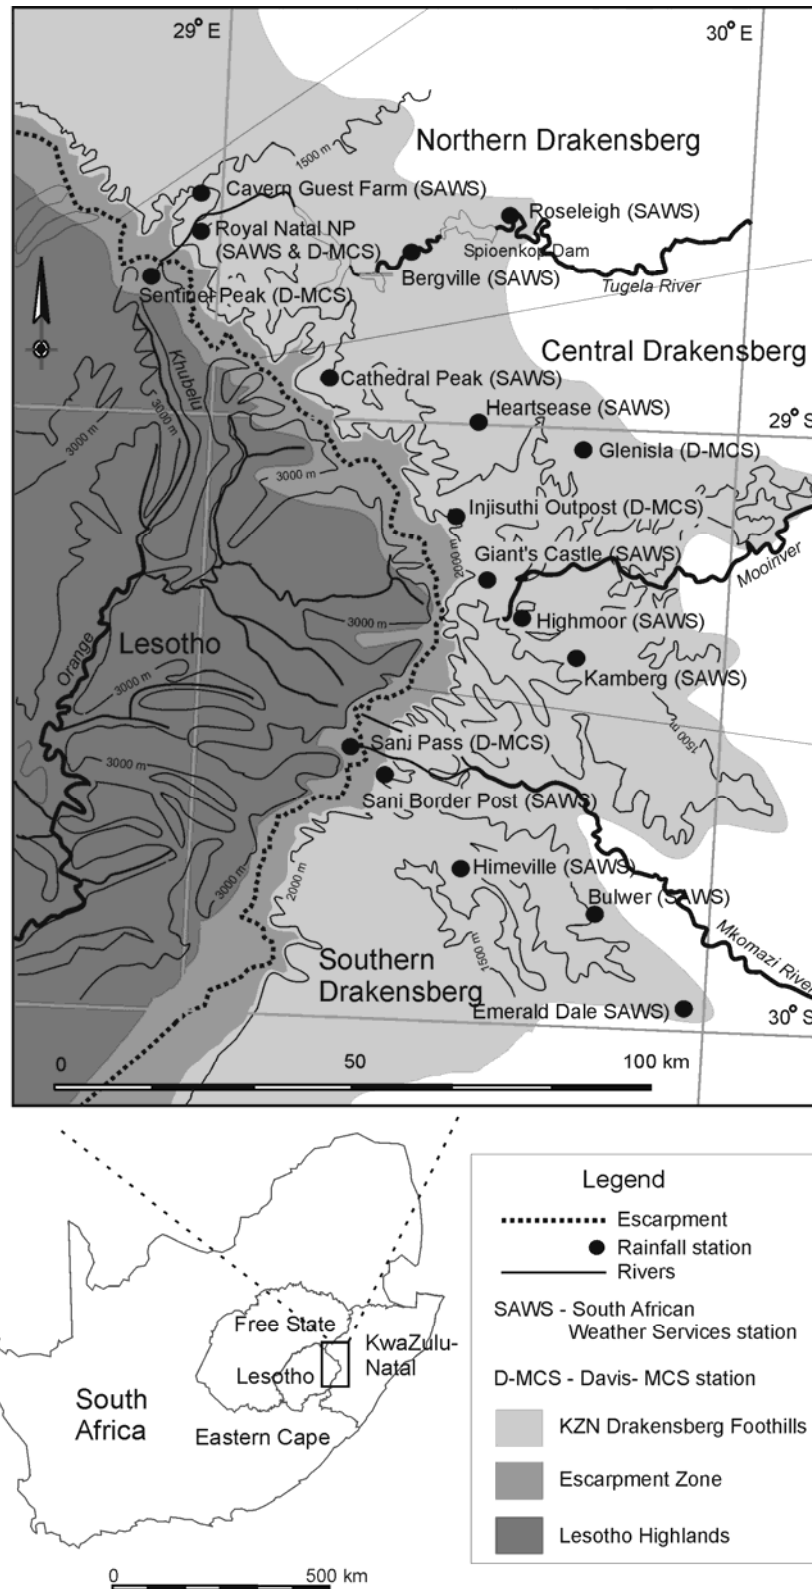 29° E
30° E
Northern Drakensberg
1500 m
Cavern Guest Farm (SAWS)
Roseleigh (SAWS)
Royal Natal NP
(SAWS & D-MCS)
Spioenkop Dam
Bergville (SAWS)
Tugela River
Sentinel Peak (D-MCS)
Central Drakensberg
Khubelu
3000 m
Cathedral Peak (SAWS)
Heartsease (SAWS)
29° S
3000 m
Glenisla (D-MCS)
3000 m
Injisuthi Outpost (D-MCS)
2000 m
Giant's Castle (SAWS)
Mooinver
3000 m
Highmoor (SAWS)
Orange
Lesotho
Kamberg (SAWS)
3000 m
1500 m
Sani Pass (D-MCS)
3000 m
Sani Border Post (SAWS)
3000 m
2000 m
Himeville (SAWS)
Bulwer (SAWS)
1500 m
Mkomazi River
Southern
Drakensberg
Emerald Dale SAWS)
30° S
0 50 100 km
Legend
Escarpment
Rainfall station
Rivers
SAWS - South African
Weather Services station
D-MCS - Davis- MCS station
KZN Drakensberg Foothills
Escarpment Zone
Lesotho Highlands
Free State
KwaZulu-
Natal
Lesotho
South
Africa
Eastern Cape
0 500 km